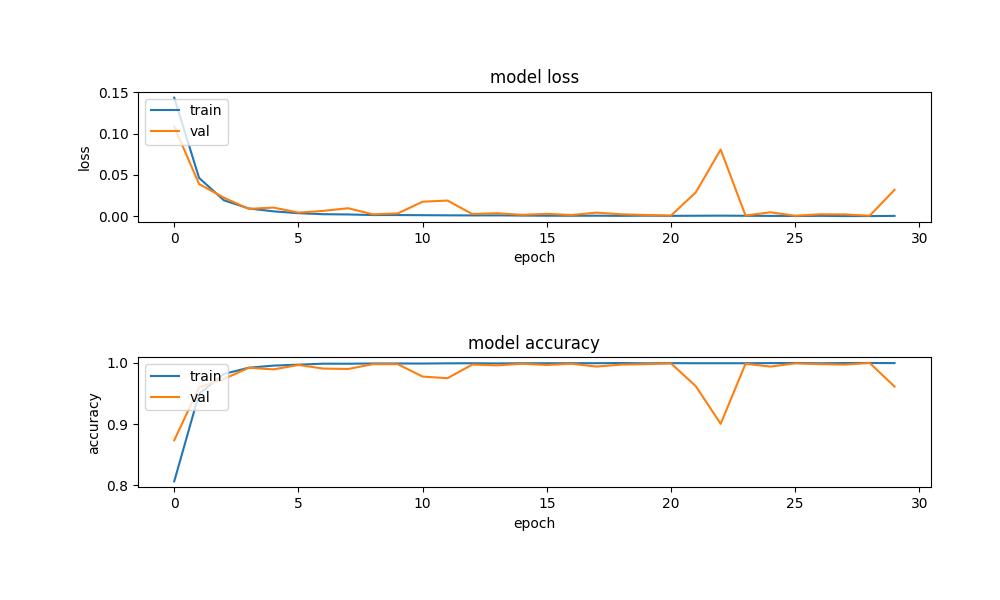 model loss
0.15
0.10
0.05
0.00
loss
train
val
0 5 10 15 20 25 30
epoch
model accuracy
1.0
0.9
0.8
accuracy
train
val
0 5 10 15 20 25 30
epoch